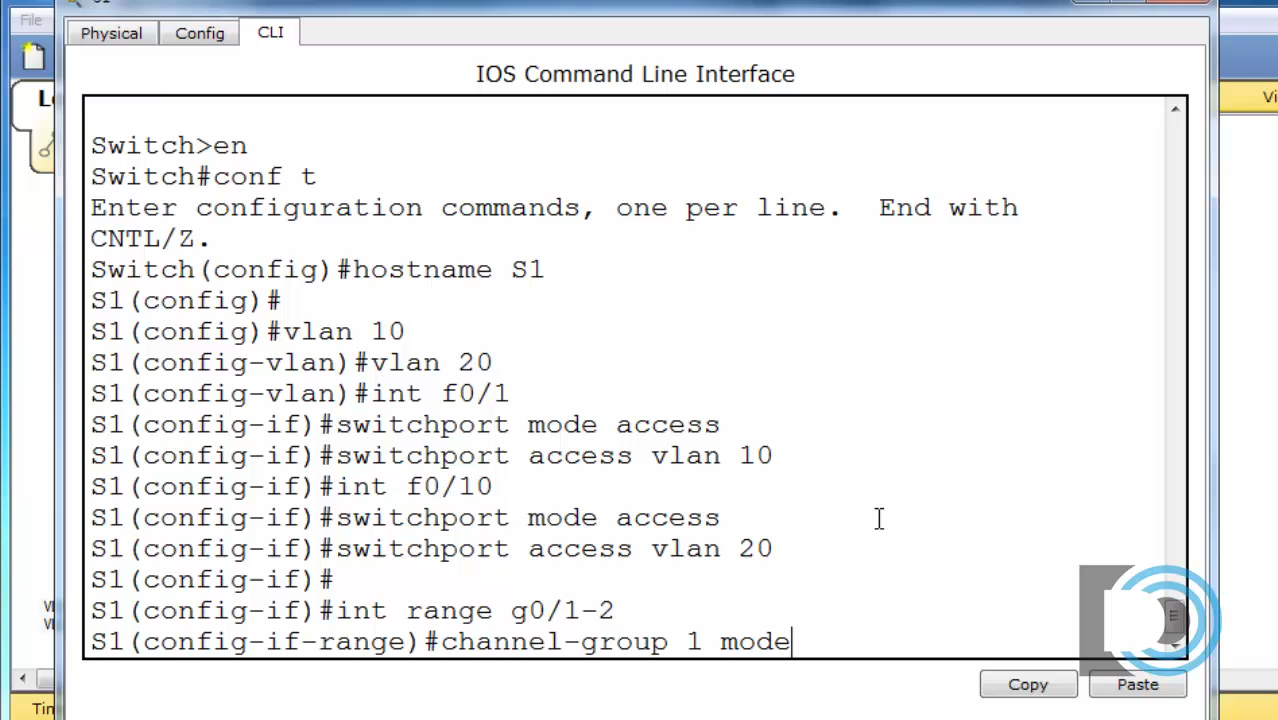 File
Physical
Config
CLI
IOS Command Line Interface
Vi
Switch>en
Switch#conf t
Enter configuration commands, one per line.  End with
CNTL/Z.
Switch(config)#hostname S1
S1(config)#
S1(config)#vlan 10
S1(config-vlan)#vlan 20
S1(config-vlan)#int f0/1
S1(config-if)#switchport mode access
S1(config-if)#switchport access vlan 10
S1(config-if)#int f0/10
S1(config-if)#switchport mode access
S1(config-if)#switchport access vlan 20
S1(config-if)#
S1(config-if)#int range g0/1-2
S1(config-if-range)#channel-group 1 mode
Copy
Paste
Tim